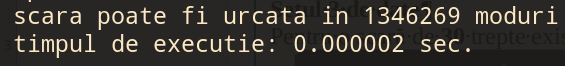 scara poate fi urcata in 1346269 moduri
timpul de executie: 0.000002 sec.